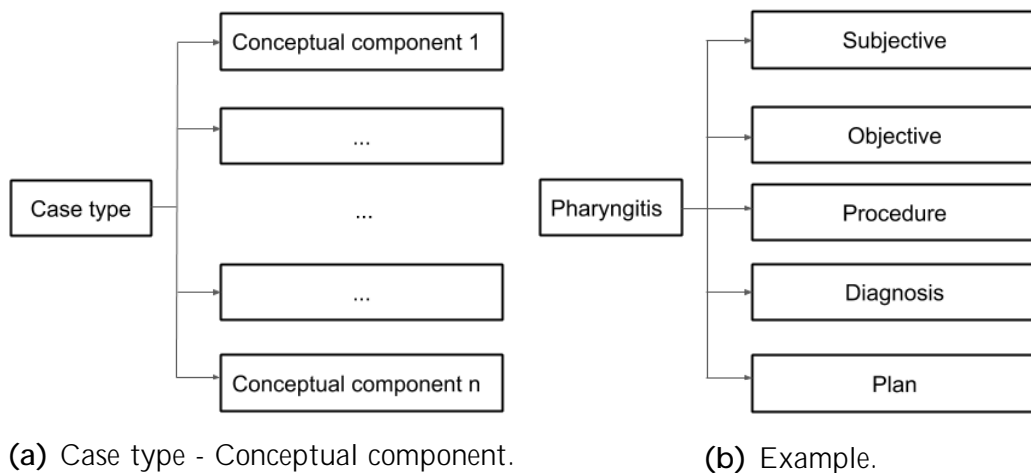 Conceptual component 1
...
Case type
...
...
Conceptual component n
(a) Case type - Conceptual component.
Subjective
Objective
Pharyngitis
Procedure
Diagnosis
Plan
(b) Example.